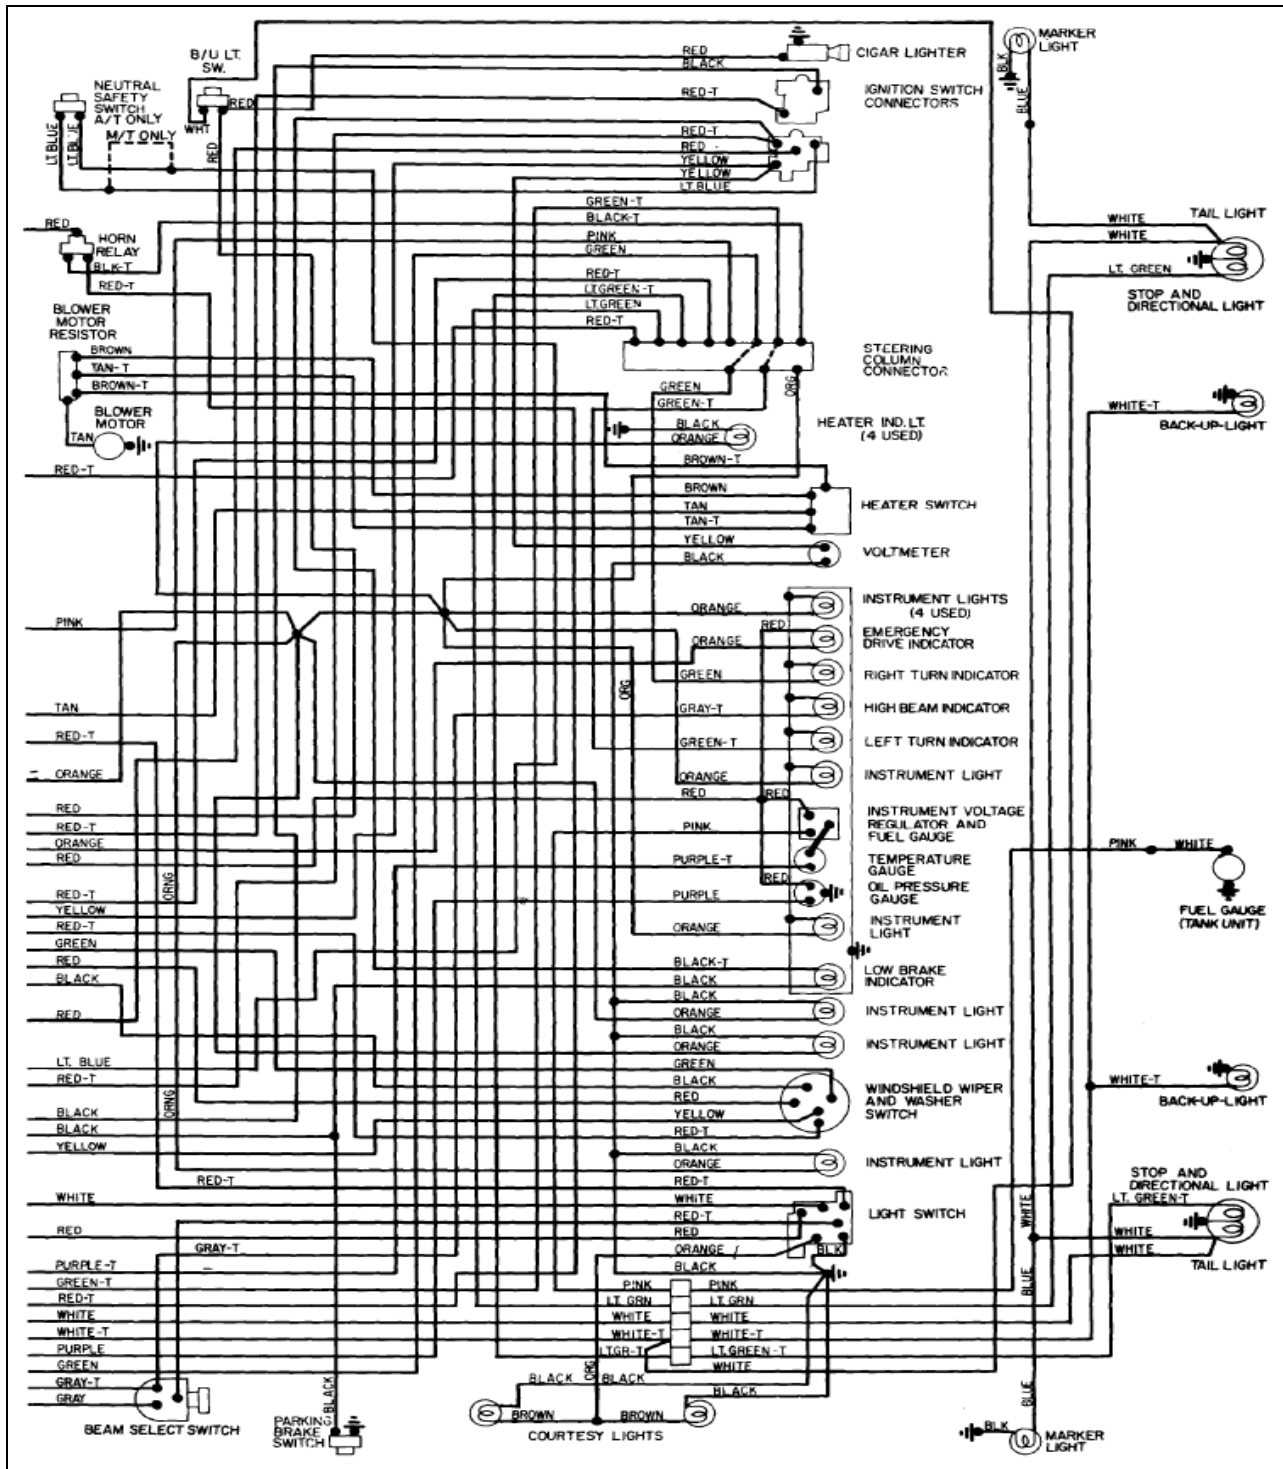 B/U LT.
SW.
RED
BLACK
CIGAR LIGHTER
MARKER
LIGHT
BLK
BLUE
NEUTRAL
SAFETY
SWITCH
A/T ONLY
M/T ONLY
LT.BLUE
LT.BLUE
WHT
RED
RED
RED-T
IGNITION SWITCH
CONNECTORS
RED-T
RED
YELLOW
YELLOW
LT.BLUE
GREEN-T
BLACK-T
PINK
GREEN
RED-T
LT.GREEN-T
LT.GREEN
RED-T
WHITE
WHITE
LT. GREEN
TAIL LIGHT
STOP AND
DIRECTIONAL LIGHT
RED
HORN
RELAY
BLK-T
RED-T
BLOWER
MOTOR
RESISTOR
BROWN
TAN-T
BROWN-T
BLOWER
MOTOR
TAN
RED-T
STEERING
COLUMN
CONNECTOR
GREEN
GREEN-T
ORG
BLACK
ORANGE
HEATER IND. LT.
(4 USED)
WHITE-T
BACK-UP-LIGHT
BROWN-T
BROWN
TAN
TAN-T
HEATER SWITCH
YELLOW
BLACK
VOLTMETER
ORANGE
INSTRUMENT LIGHTS
(4 USED)
RED
ORANGE
EMERGENCY
DRIVE INDICATOR
GREEN
RIGHT TURN INDICATOR
ORG
GRAY-T
HIGH BEAM INDICATOR
GREEN-T
LEFT TURN INDICATOR
ORANGE
INSTRUMENT LIGHT
RED
RED
INSTRUMENT VOLTAGE
REGULATOR AND
FUEL GAUGE
PINK
PURPLE-T
TEMPERATURE
GAUGE
RED
OIL PRESSURE
GAUGE
PURPLE
ORANGE
INSTRUMENT
LIGHT
PINK
WHITE
FUEL GAUGE
(TANK UNIT)
BLACK-T
BLACK
LOW BRAKE
INDICATOR
BLACK
ORANGE
INSTRUMENT LIGHT
BLACK
ORANGE
INSTRUMENT LIGHT
GREEN
BLACK
RED
YELLOW
RED-T
WINDSHIELD WIPER
AND WASHER
SWITCH
WHITE-T
BACK-UP-LIGHT
BLACK
ORANGE
INSTRUMENT LIGHT
PINK
TAN
RED-T
ORANGE
RED
RED-T
ORANGE
RED
RED-T
YELLOW
RED-T
GREEN
RED
BLACK
RED
LT. BLUE
RED-T
BLACK
BLACK
YELLOW
ORNG
ORNG
RED-T
WHITE
RED
GRAY-T
PURPLE-T
GREEN-T
RED-T
WHITE
WHITE-T
PURPLE
GREEN
GRAY-T
GRAY
BEAM SELECT SWITCH
BLACK
PARKING
BRAKE
SWITCH
RED-T
WHITE
RED-T
RED
ORANGE
BLK
BLACK
LIGHT SWITCH
STOP AND
DIRECTIONAL LIGHT
LT. GREEN-T
WHITE
WHITE
TAIL LIGHT
WHITE
BLUE
BLUE
PINK
PINK
LT. GRN
LT. GRN
WHITE
WHITE
WHITE-T
WHITE-T
LT.GR-T
LT.GREEN-T
WHITE
ORG
BLACK
BLACK
BLACK
BROWN
BROWN
COURTESY LIGHTS
BLK
MARKER
LIGHT